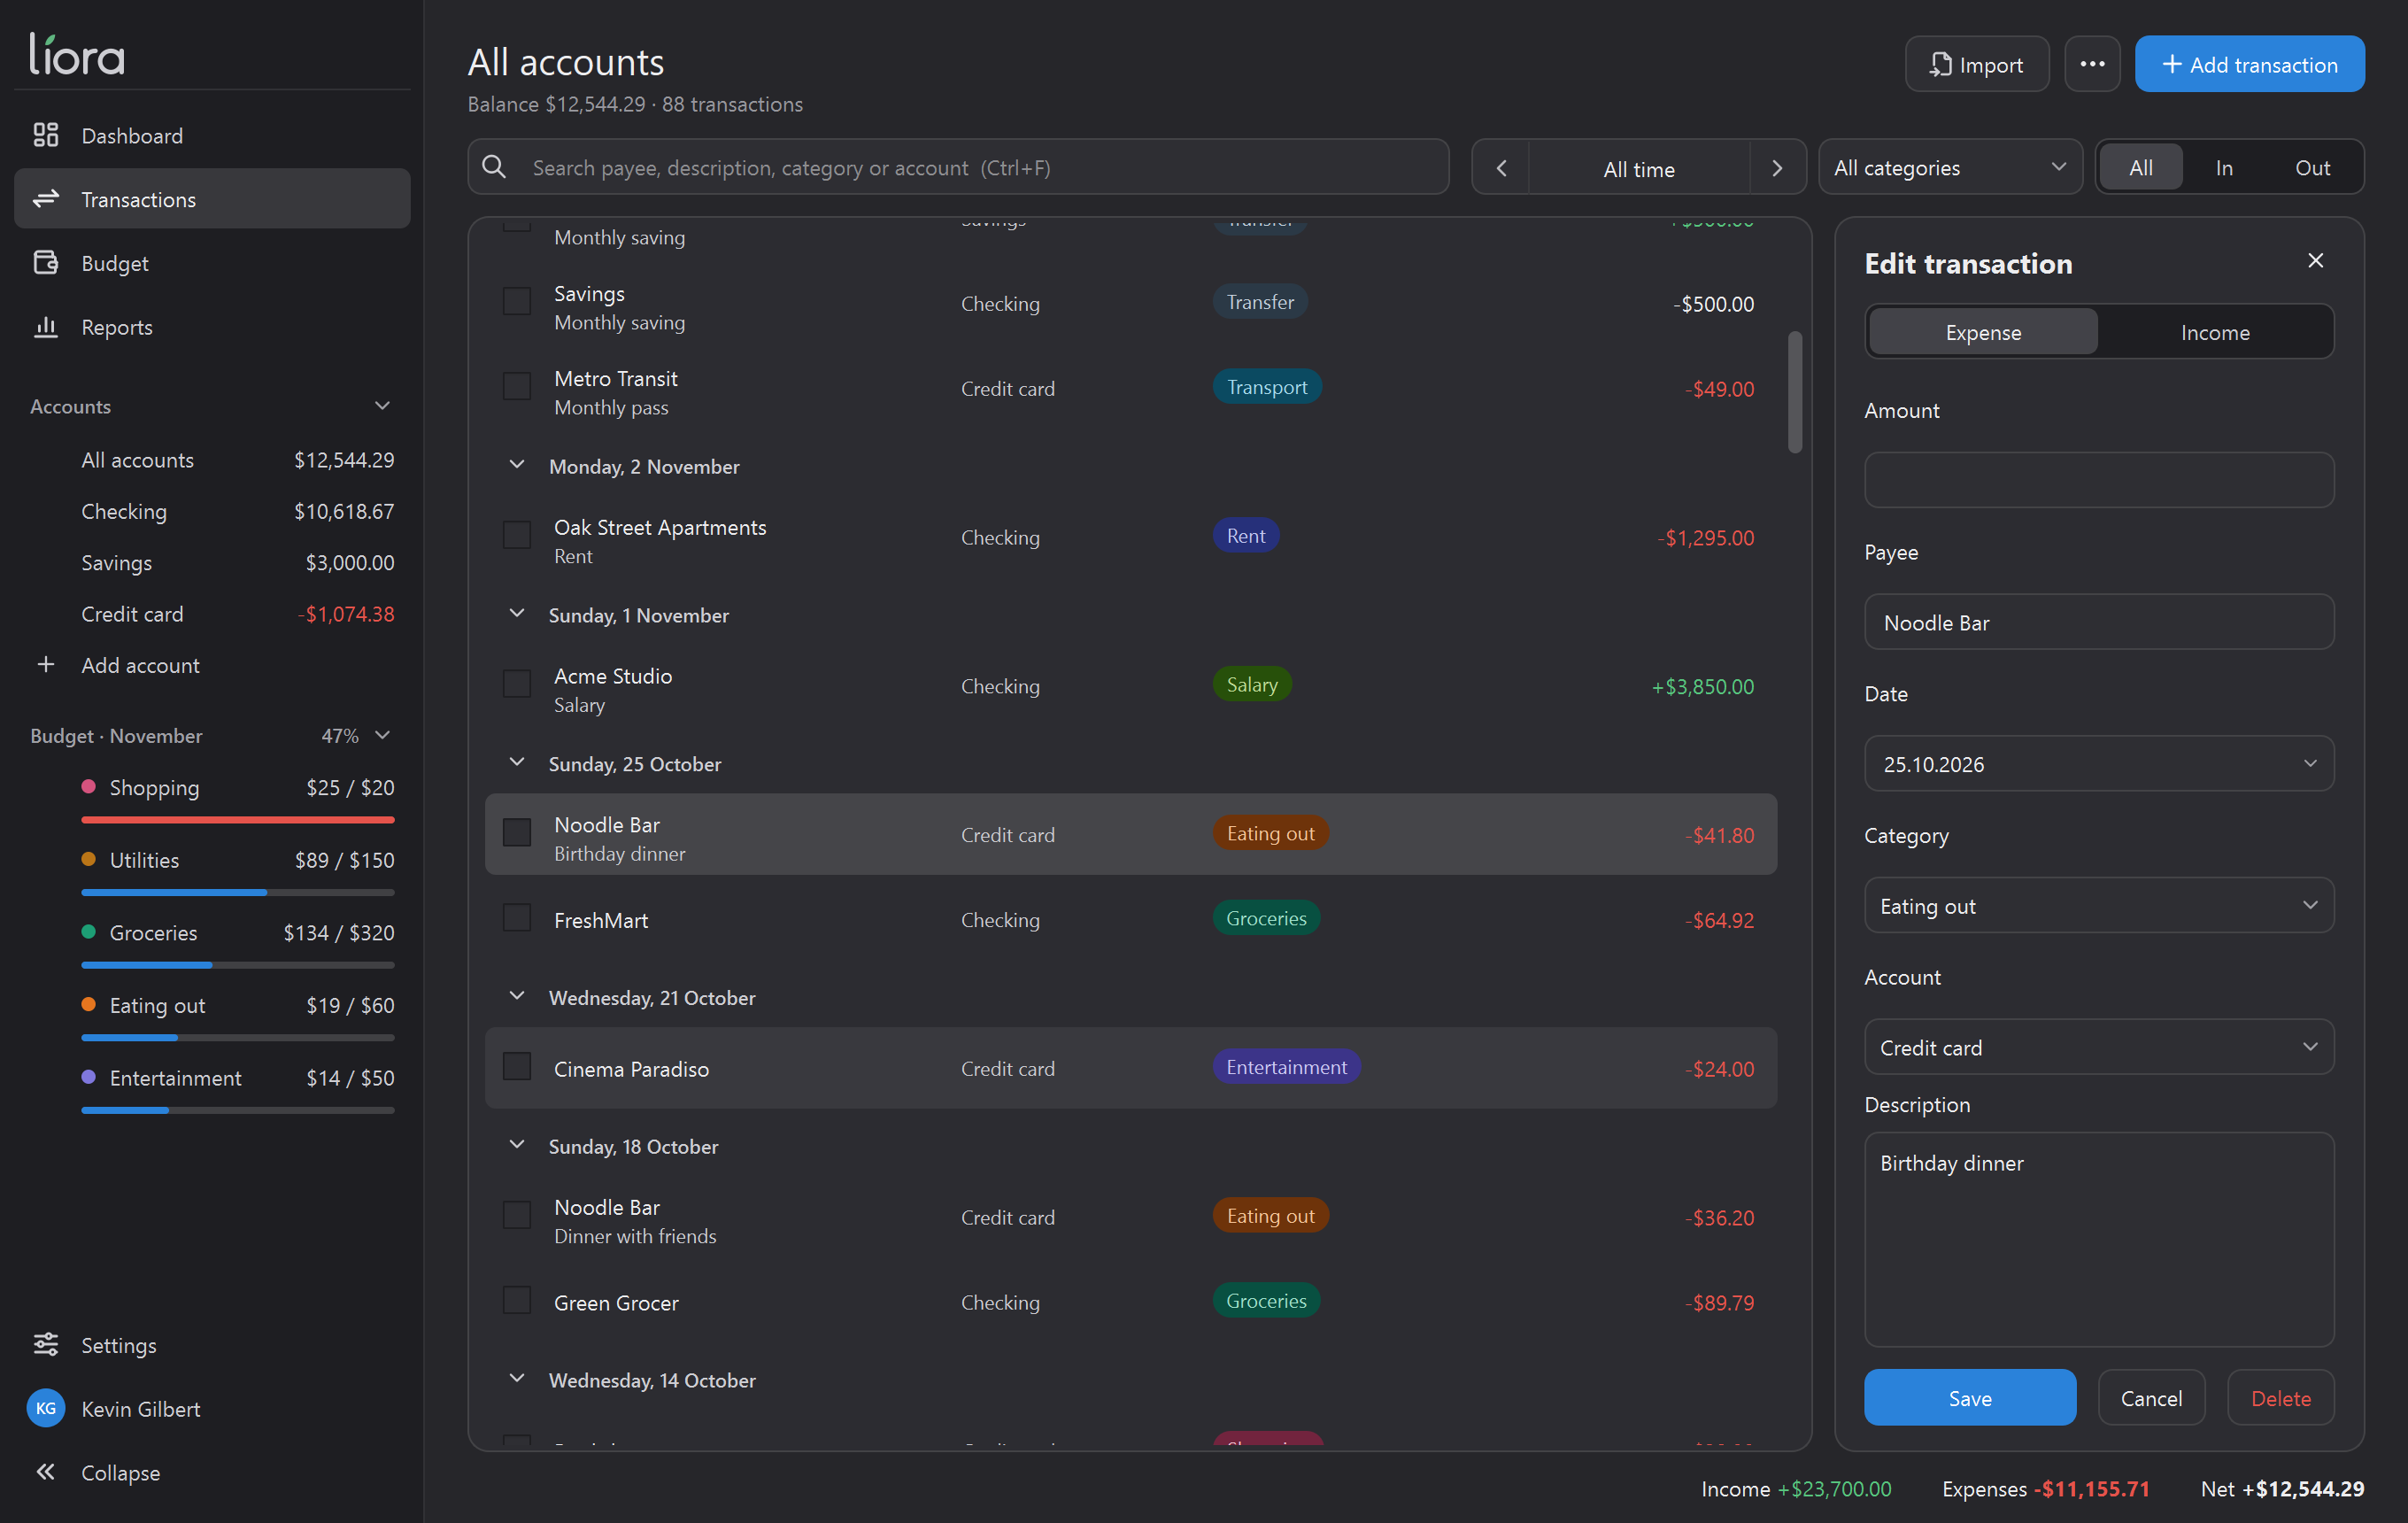 liora
Dashboard
Transactions
Budget
Reports
Accounts
All accounts $12,544.29
Checking $10,618.67
Savings $3,000.00
Credit card -$1,074.38
Add account
Budget · November 47%
Shopping $25 / $20
Utilities $89 / $150
Groceries $134 / $320
Eating out $19 / $60
Entertainment $14 / $50
Settings
KG Kevin Gilbert
Collapse
All accounts
Balance $12,544.29 · 88 transactions
Import
Add transaction
Search payee, description, category or account (Ctrl+F)
All time
All categories
All In Out
Monthly saving
Savings Checking Transfer -$500.00
Monthly saving
Metro Transit Credit card Transport -$49.00
Monthly pass
Monday, 2 November
Oak Street Apartments Checking Rent -$1,295.00
Rent
Sunday, 1 November
Acme Studio Checking Salary +$3,850.00
Salary
Sunday, 25 October
Noodle Bar Credit card Eating out -$41.80
Birthday dinner
FreshMart Checking Groceries -$64.92
Wednesday, 21 October
Cinema Paradiso Credit card Entertainment -$24.00
Sunday, 18 October
Noodle Bar Credit card Eating out -$36.20
Dinner with friends
Green Grocer Checking Groceries -$89.79
Wednesday, 14 October
Edit transaction
Expense Income
Amount
Payee
Noodle Bar
Date
25.10.2026
Category
Eating out
Account
Credit card
Description
Birthday dinner
Save Cancel Delete
Income +$23,700.00 Expenses -$11,155.71 Net +$12,544.29